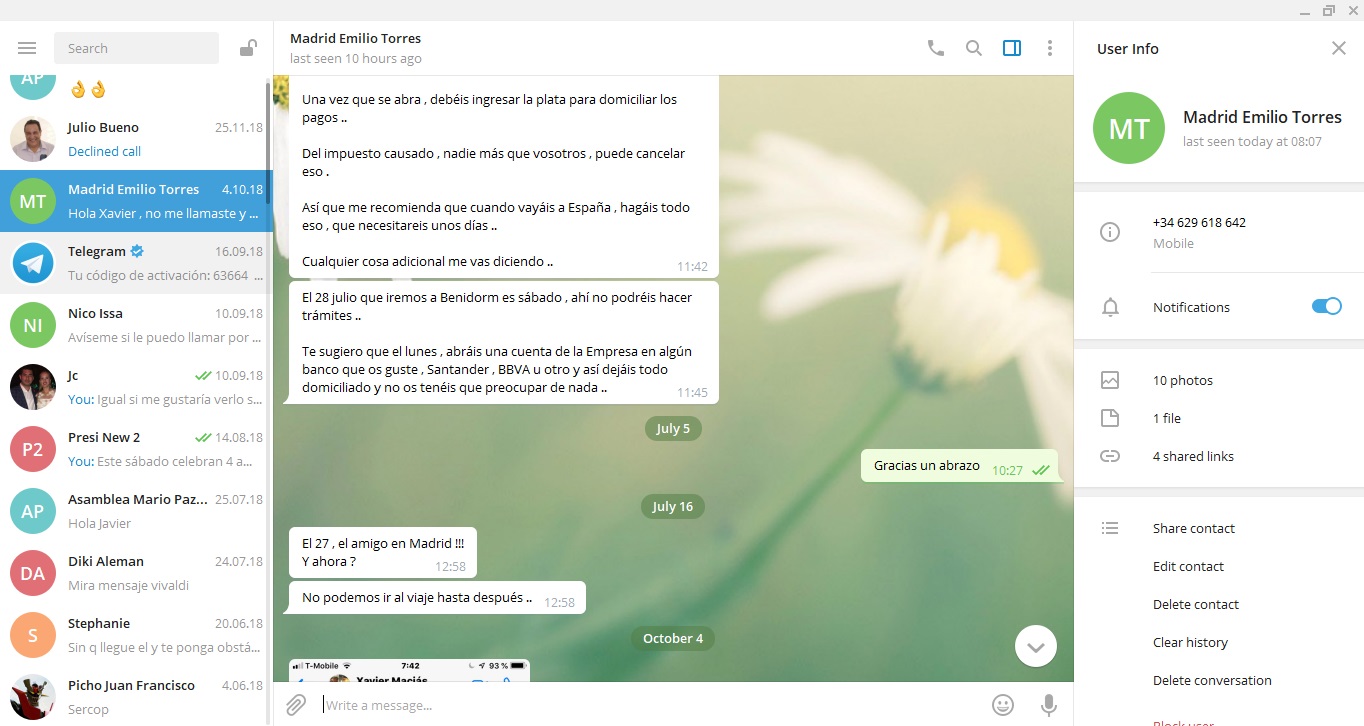 Search
AP
👌👌
Julio Bueno 25.11.18
Declined call
MT
Madrid Emilio Torres 4.10.18
Hola Xavier , no me llamaste y ...
Telegram 16.09.18
Tu código de activación: 63664 ...
NI
Nico Issa 10.09.18
Avíseme si le puedo llamar por ...
Jc 10.09.18
You: Igual si me gustaría verlo s...
P2
Presi New 2 14.08.18
You: Este sábado celebran 4 a...
AP
Asamblea Mario Paz... 25.07.18
Hola Javier
DA
Diki Aleman 24.07.18
Mira mensaje vivaldi
S
Stephanie 20.06.18
Sin q llegue el y te ponga obstá...
Picho Juan Francisco 4.06.18
Sercop
Madrid Emilio Torres
last seen 10 hours ago
Una vez que se abra , debéis ingresar la plata para domiciliar los
pagos ..
Del impuesto causado , nadie más que vosotros , puede cancelar
eso .
Así que me recomienda que cuando vayáis a España , hagáis todo
eso , que necesitareis unos días ..
Cualquier cosa adicional me vas diciendo .. 11:42
El 28 julio que iremos a Benidorm es sábado , ahí no podréis hacer
trámites ..
Te sugiero que el lunes , abráis una cuenta de la Empresa en algún
banco que os guste , Santander , BBVA u otro y así dejáis todo
domiciliado y no os tenéis que preocupar de nada .. 11:45
July 5
Gracias un abrazo 10:27
July 16
El 27 , el amigo en Madrid !!!
Y ahora ? 12:58
No podemos ir al viaje hasta después .. 12:58
October 4
T-Mobile 7:42 93 %
Xavier Macías
Write a message...
User Info
MT
Madrid Emilio Torres
last seen today at 08:07
+34 629 618 642
Mobile
Notifications
10 photos
1 file
4 shared links
Share contact
Edit contact
Delete contact
Clear history
Delete conversation
Block user